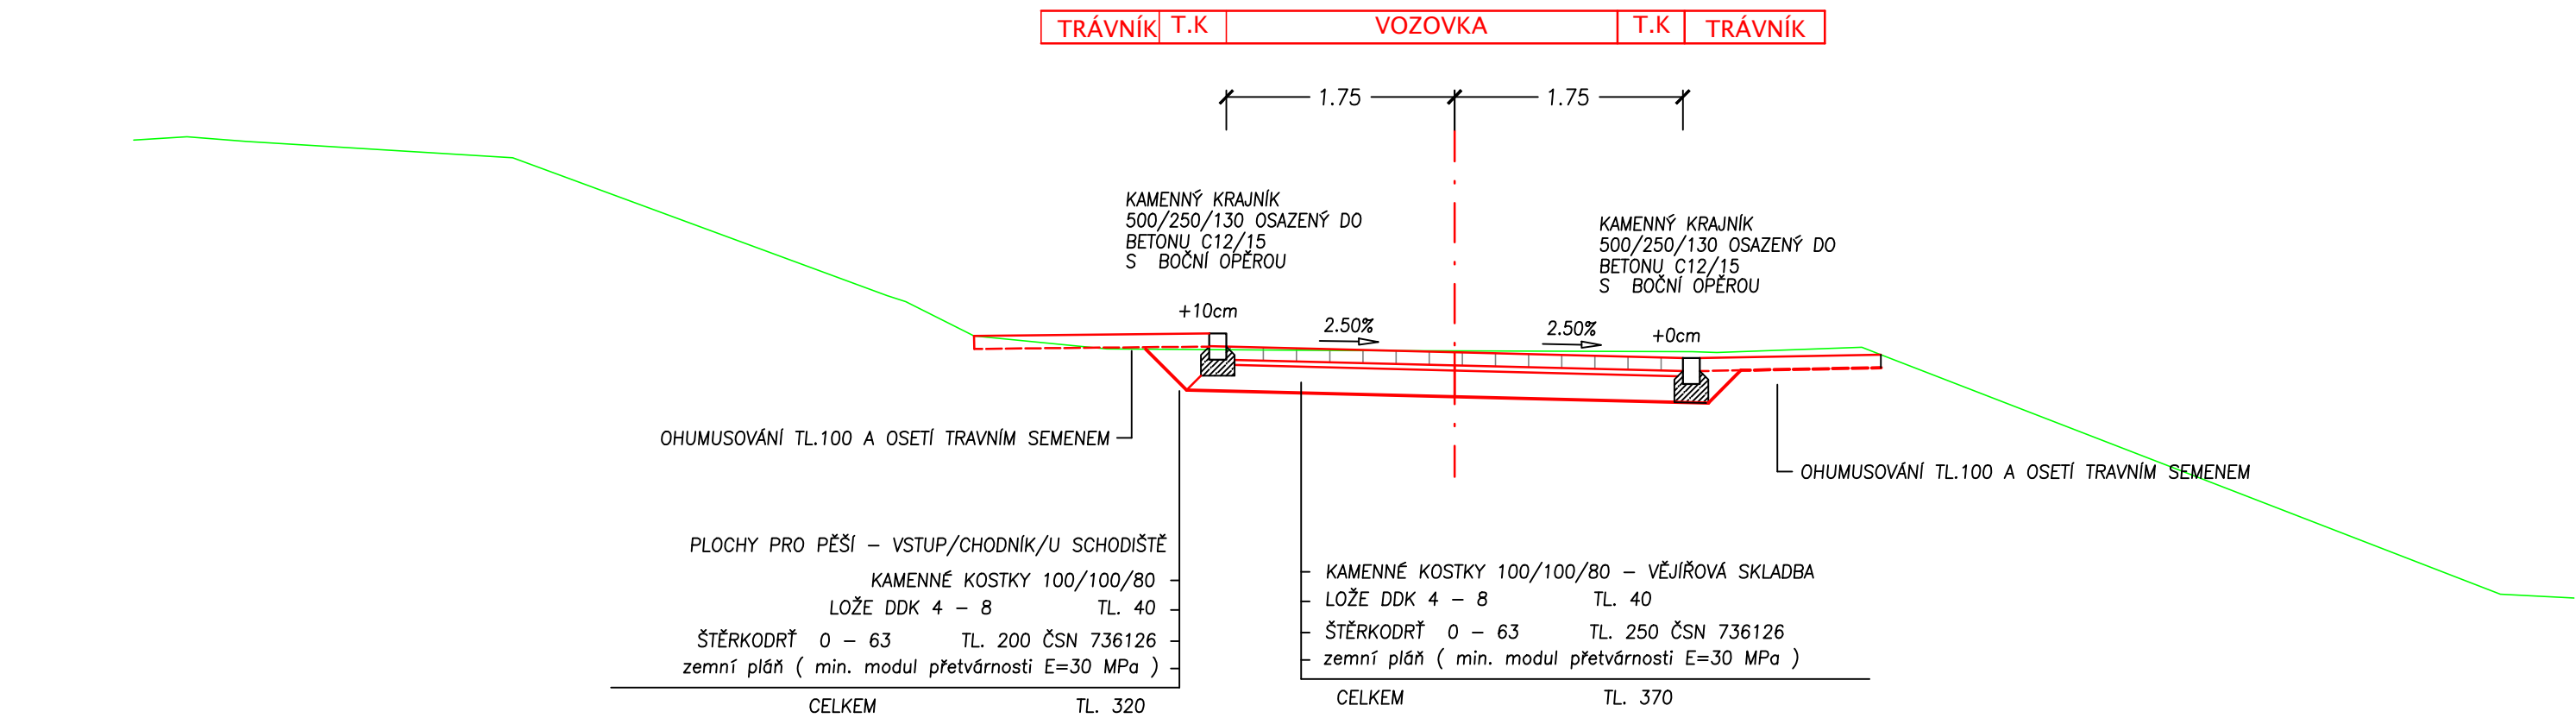 TRÁVNÍK T.K VOZOVKA T.K TRÁVNÍK
1.75 1.75
KAMENNÝ KRAJNÍK
500/250/130 OSAZENÝ DO
BETONU C12/15
S BOČNÍ OPĚROU
KAMENNÝ KRAJNÍK
500/250/130 OSAZENÝ DO
BETONU C12/15
S BOČNÍ OPĚROU
+10cm
2.50%
2.50%
+0cm
OHUMUSOVÁNÍ TL.100 A OSETÍ TRAVNÍM SEMENEM
OHUMUSOVÁNÍ TL.100 A OSETÍ TRAVNÍM SEMENEM
PLOCHY PRO PĚŠÍ – VSTUP/CHODNÍK/U SCHODIŠTĚ
KAMENNÉ KOSTKY 100/100/80
LOŽE DDK 4 – 8 TL. 40
ŠTĚRKODRŤ 0 – 63 TL. 200 ČSN 736126
zemní pláň ( min. modul přetvárnosti E=30 MPa )
CELKEM TL. 320
KAMENNÉ KOSTKY 100/100/80 – VĚJÍŘOVÁ SKLADBA
LOŽE DDK 4 – 8 TL. 40
ŠTĚRKODRŤ 0 – 63 TL. 250 ČSN 736126
zemní pláň ( min. modul přetvárnosti E=30 MPa )
CELKEM TL. 370